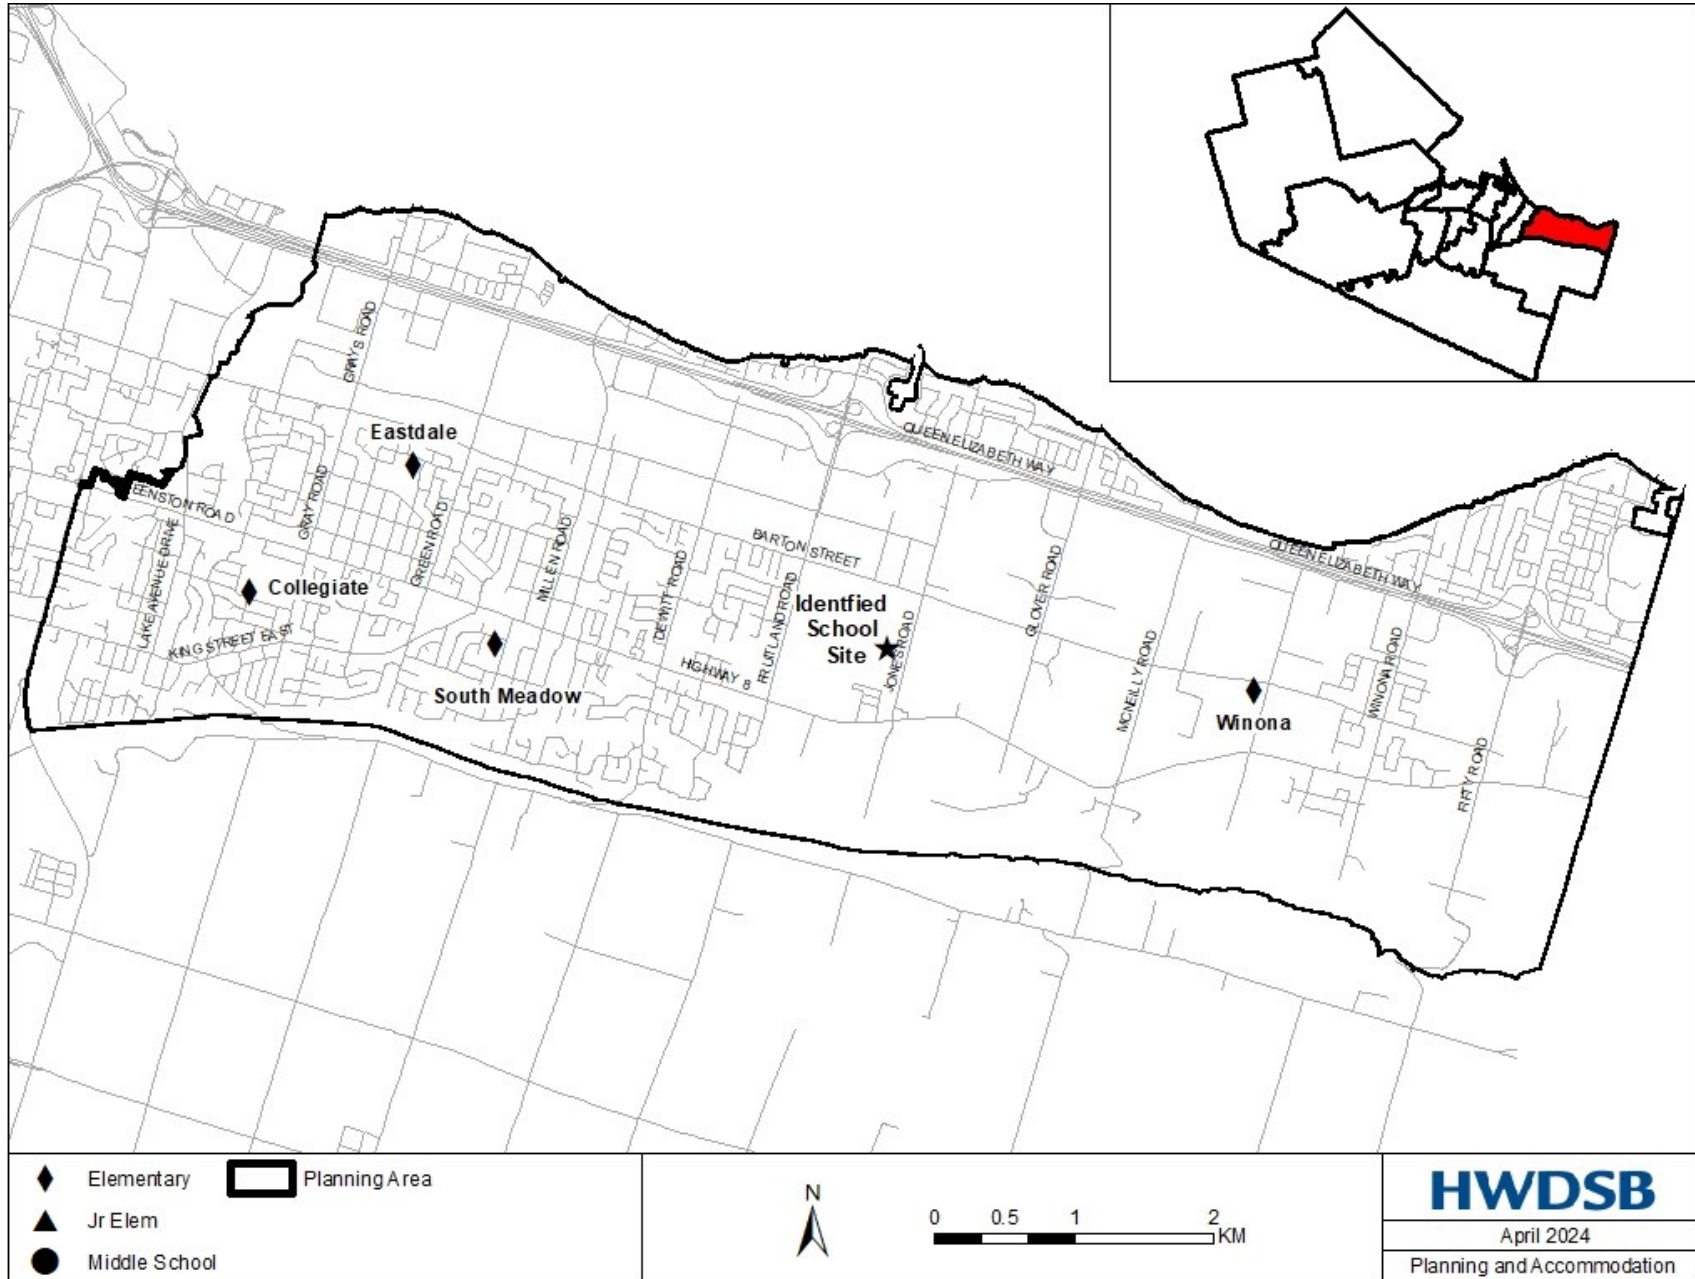 GRAYS ROAD
Eastdale
QUEEN ELIZABETH WAY
EENSTON ROAD
GRAY ROAD
GREEN ROAD
MILLEN ROAD
LAKE AVENUE DRIVE
BARTON STREET
QUEEN ELIZABETH WAY
DEWITT ROAD
FRUITLAND ROAD
GLOVER ROAD
Collegiate
Identfied
School
Site
JONES ROAD
KING STREET EAST
HIGHWAY 8
South Meadow
MCNEILLY ROAD
WINONA ROAD
Winona
FIFTY ROAD
Elementary
Planning Area
Jr Elem
Middle School
N
0 0.5 1 2
KM
HWDSB
April 2024
Planning and Accommodation